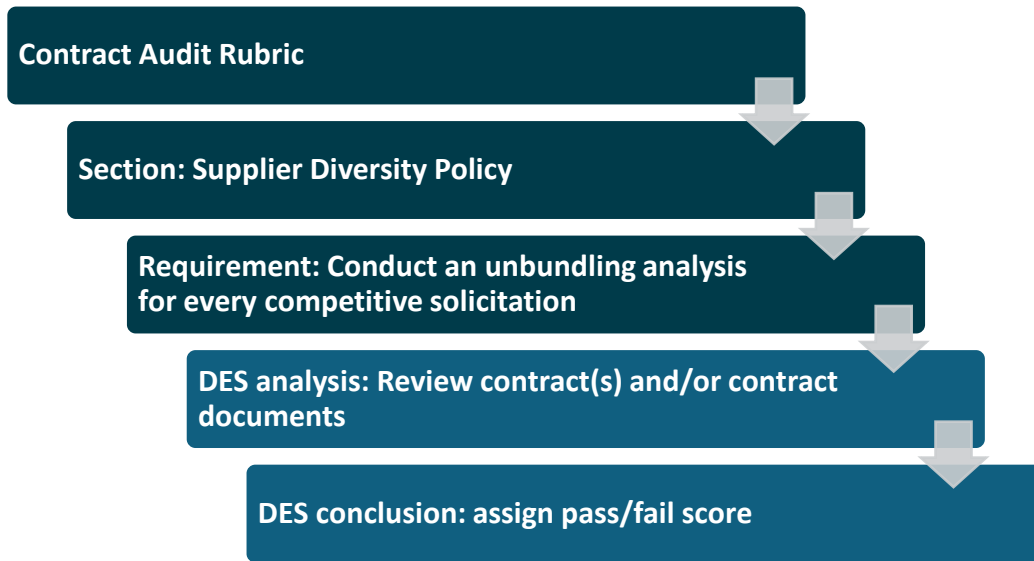 Contract Audit Rubric
Section: Supplier Diversity Policy
Requirement: Conduct an unbundling analysis
for every competitive solicitation
DES analysis: Review contract(s) and/or contract
documents
DES conclusion: assign pass/fail score